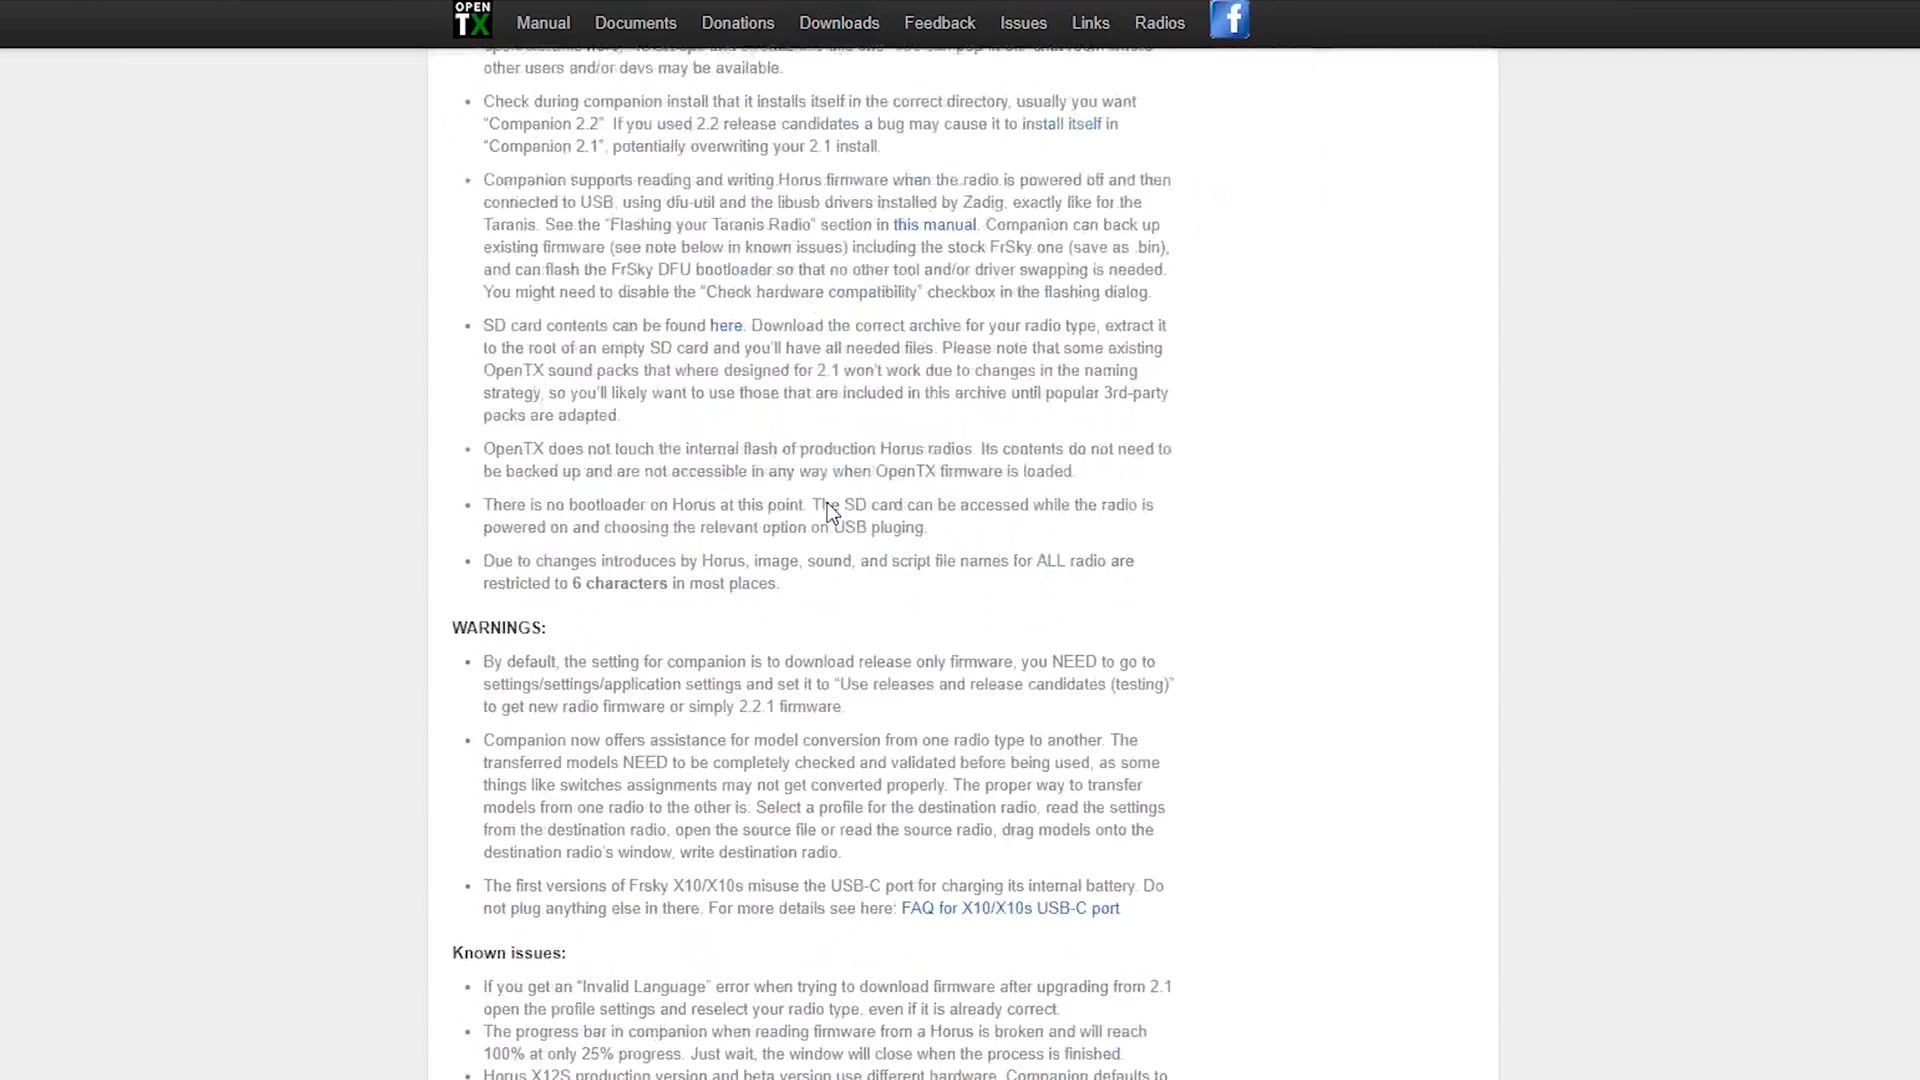 OPEN TX Manual Documents Donations Downloads Feedback Issues Links Radios f
other users and/or devs may be available.
• Check during companion install that it installs itself in the correct directory, usually you want
“Companion 2.2” If you used 2.2 release candidates a bug may cause it to install itself in
“Companion 2.1”, potentially overwriting your 2.1 install.
• Companion supports reading and writing Horus firmware when the radio is powered off and then
connected to USB, using dfu-util and the libusb drivers installed by Zadig, exactly like for the
Taranis. See the “Flashing your Taranis Radio” section in this manual. Companion can back up
existing firmware (see note below in known issues) including the stock FrSky one (save as .bin),
and can flash the FrSky DFU bootloader so that no other tool and/or driver swapping is needed.
You might need to disable the “Check hardware compatibility” checkbox in the flashing dialog.
• SD card contents can be found here. Download the correct archive for your radio type, extract it
to the root of an empty SD card and you’ll have all needed files. Please note that some existing
OpenTX sound packs that where designed for 2.1 won’t work due to changes in the naming
strategy, so you’ll likely want to use those that are included in this archive until popular 3rd-party
packs are adapted.
• OpenTX does not touch the internal flash of production Horus radios. Its contents do not need to
be backed up and are not accessible in any way when OpenTX firmware is loaded.
• There is no bootloader on Horus at this point. The SD card can be accessed while the radio is
powered on and choosing the relevant option on USB pluging.
• Due to changes introduces by Horus, image, sound, and script file names for ALL radio are
restricted to 6 characters in most places.
WARNINGS:
• By default, the setting for companion is to download release only firmware, you NEED to go to
settings/settings/application settings and set it to “Use releases and release candidates (testing)”
to get new radio firmware or simply 2.2.1 firmware.
• Companion now offers assistance for model conversion from one radio type to another. The
transferred models NEED to be completely checked and validated before being used, as some
things like switches assignments may not get converted properly. The proper way to transfer
models from one radio to the other is: Select a profile for the destination radio, read the settings
from the destination radio, open the source file or read the source radio, drag models onto the
destination radio’s window, write destination radio.
• The first versions of Frsky X10/X10s misuse the USB-C port for charging its internal battery. Do
not plug anything else in there. For more details see here: FAQ for X10/X10s USB-C port
Known issues:
• If you get an “Invalid Language” error when trying to download firmware after upgrading from 2.1
open the profile settings and reselect your radio type, even if it is already correct.
• The progress bar in companion when reading firmware from a Horus is broken and will reach
100% at only 25% progress. Just wait, the window will close when the process is finished.
• Horus X12S production version and beta version use different hardware. Companion defaults to